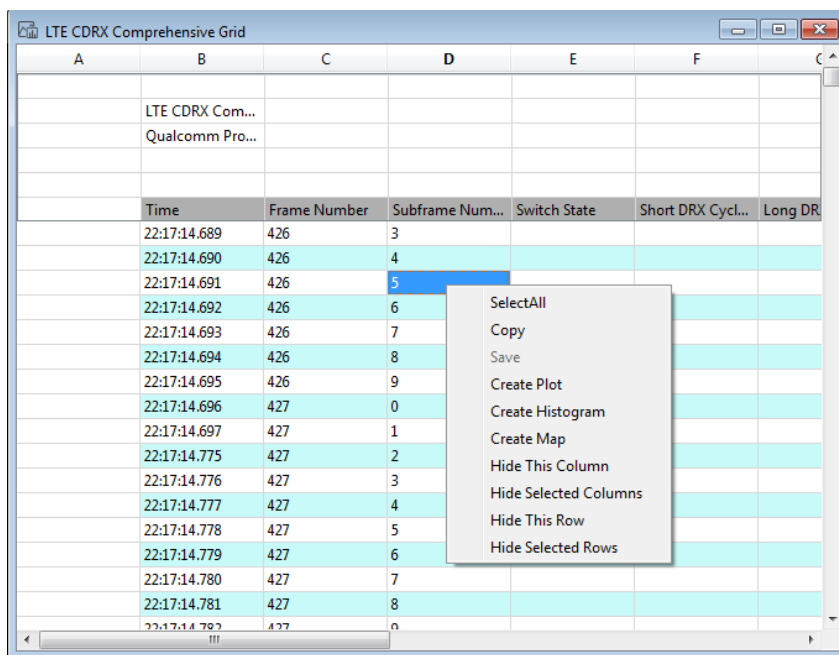 LTE CDRX Comprehensive Grid
A B C D E F
LTE CDRX Com...
Qualcomm Pro...
Time Frame Number Subframe Num... Switch State Short DRX Cycl... Long DR
22:17:14.689 426 3
22:17:14.690 426 4
22:17:14.691 426 5
22:17:14.692 426 6
22:17:14.693 426 7
22:17:14.694 426 8
22:17:14.695 426 9
22:17:14.696 427 0
22:17:14.697 427 1
22:17:14.775 427 2
22:17:14.776 427 3
22:17:14.777 427 4
22:17:14.778 427 5
22:17:14.779 427 6
22:17:14.780 427 7
22:17:14.781 427 8
22:17:14.782 427 9
SelectAll
Copy
Save
Create Plot
Create Histogram
Create Map
Hide This Column
Hide Selected Columns
Hide This Row
Hide Selected Rows